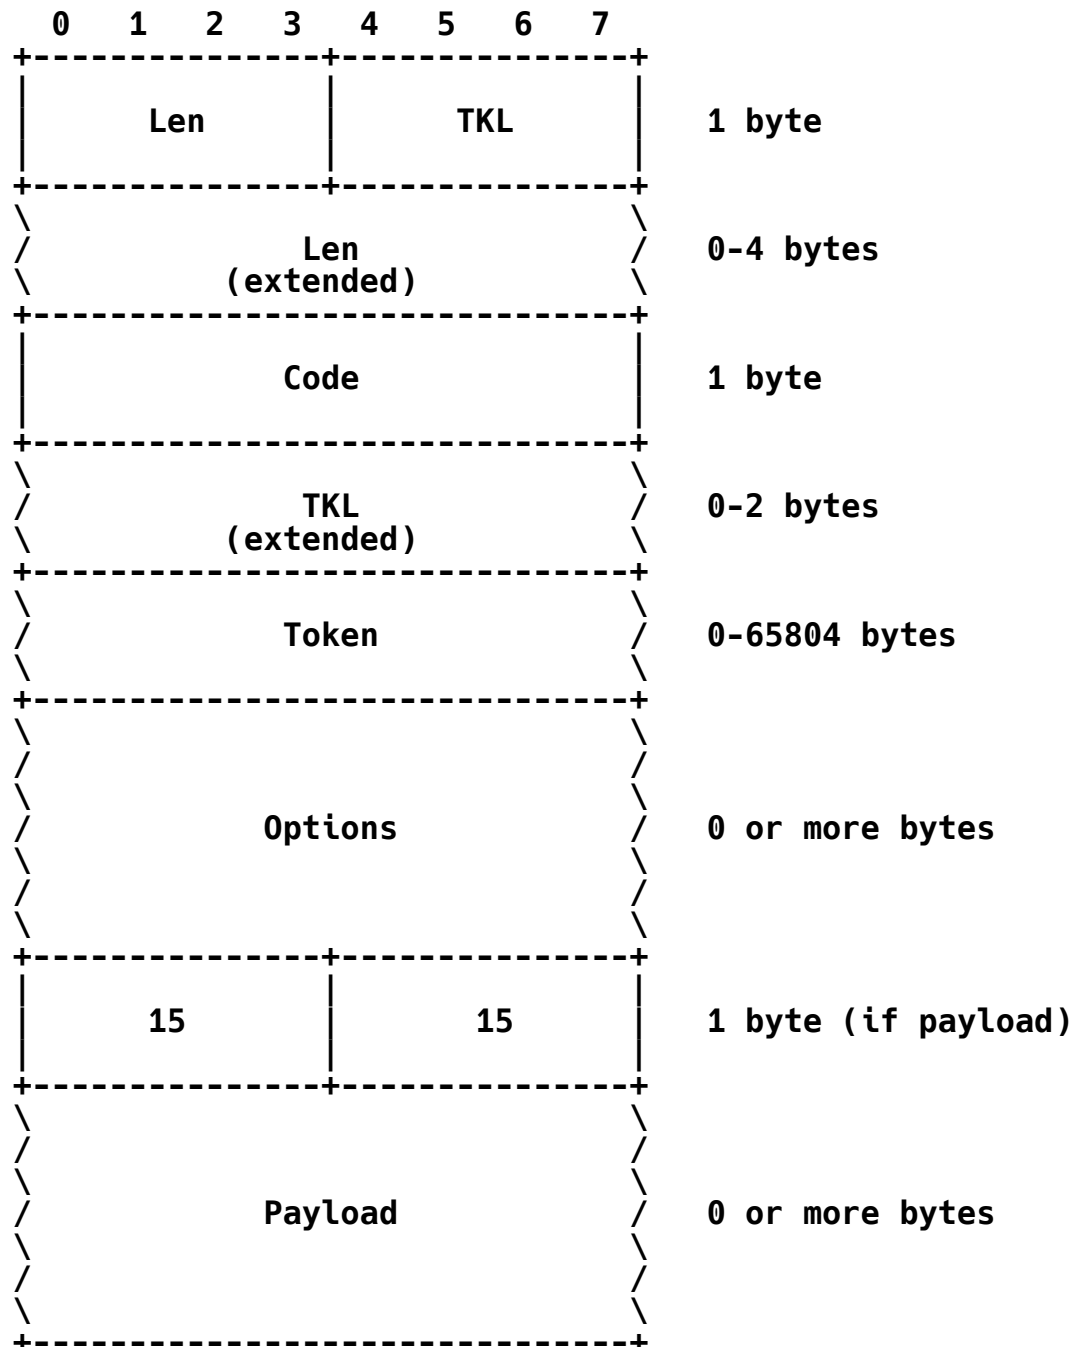 0 1 2 3 4 5 6 7
Len TKL 1 byte
Len 0-4 bytes
(extended)
Code 1 byte
TKL 0-2 bytes
(extended)
Token 0-65804 bytes
Options 0 or more bytes
15 15 1 byte (if payload)
Payload 0 or more bytes